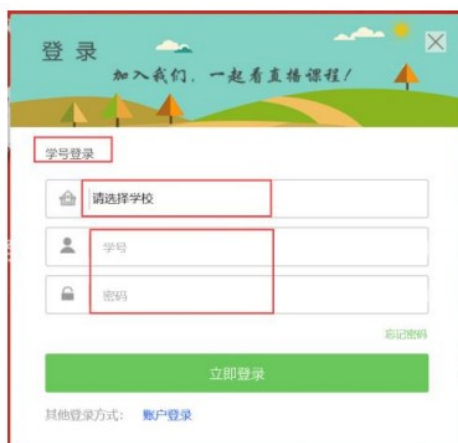 登 录
加入我们，一起看直播课程！
学号登录
请选择学校
学号
密码
忘记密码
立即登录
其他登录方式： 账户登录